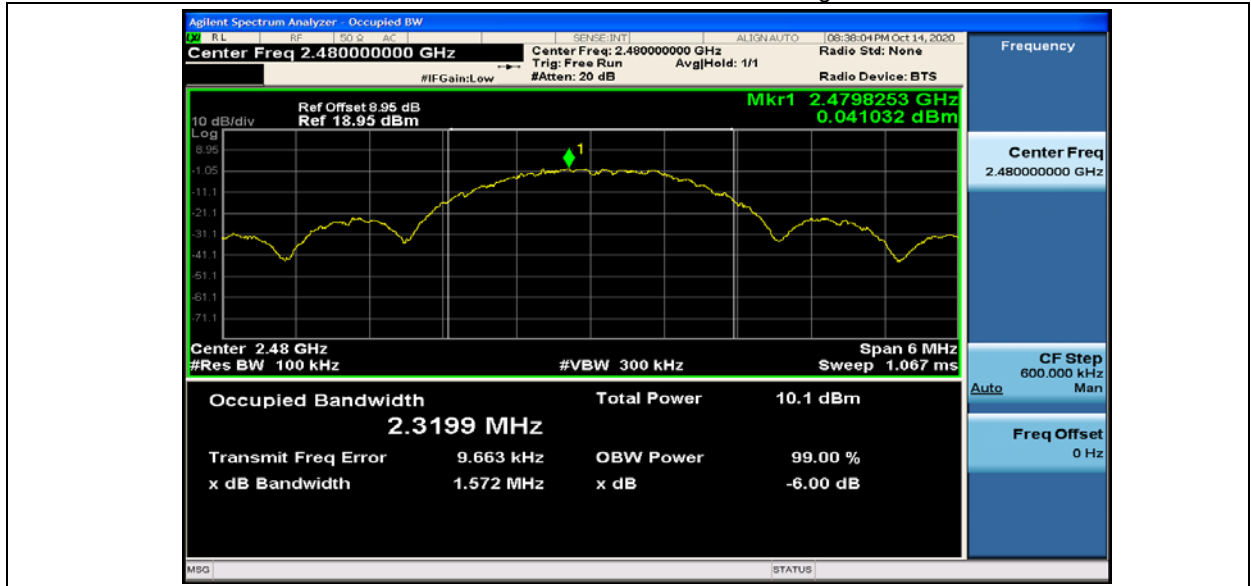 Agilent Spectrum Analyzer - Occupied BW
LXI RL RF 50 Ω AC SENSE:INT ALIGNAUTO 08:38:04 PM Oct 14, 2020
Center Freq 2.480000000 GHz
Center Freq: 2.480000000 GHz Radio Std: None
Trig: Free Run Avg|Hold: 1/1
#IFGain:Low #Atten: 20 dB Radio Device: BTS
Ref Offset 8.95 dB Mkr1 2.4798253 GHz
10 dB/div Ref 18.95 dBm 0.041032 dBm
Log
8.95
1
-1.05
-11.1
-21.1
-31.1
-41.1
-51.1
-61.1
-71.1
Center 2.48 GHz Span 6 MHz
#Res BW 100 kHz #VBW 300 kHz Sweep 1.067 ms
Occupied Bandwidth Total Power 10.1 dBm
2.3199 MHz
Transmit Freq Error 9.663 kHz OBW Power 99.00 %
x dB Bandwidth 1.572 MHz x dB -6.00 dB
MSG STATUS
Frequency
Center Freq
2.480000000 GHz
CF Step
600.000 kHz
Auto Man
Freq Offset
0 Hz